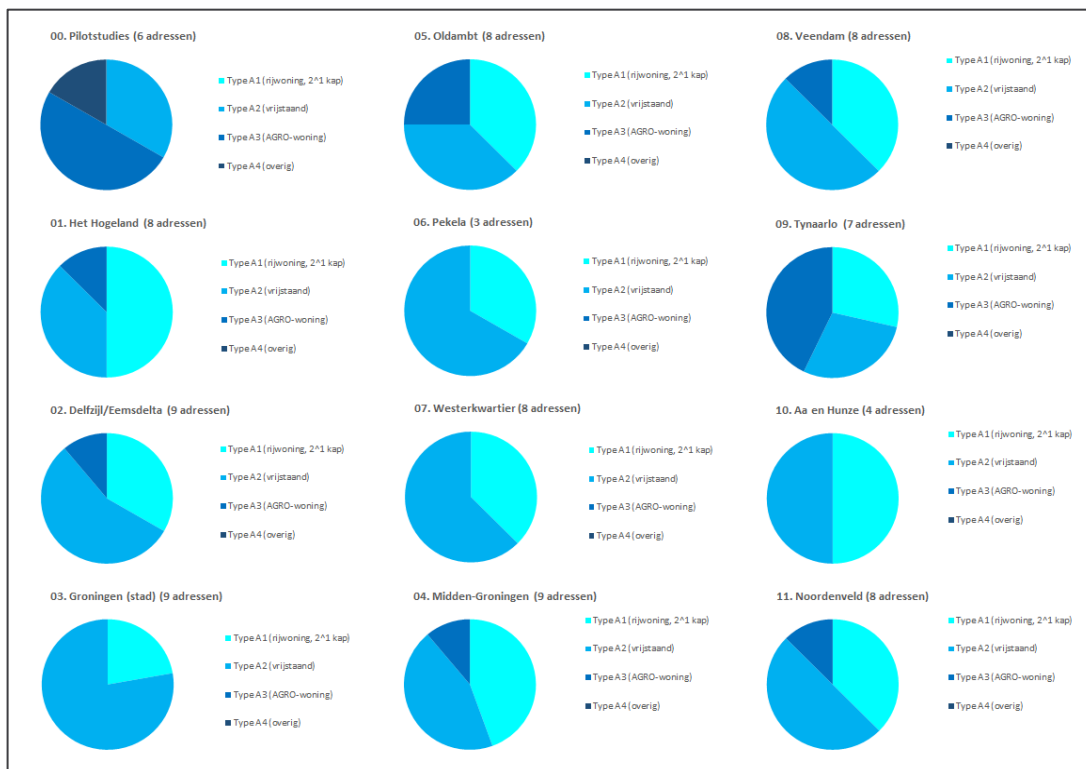 00. Pilotstudies (6 adressen)
Type A1 (rijwoning, 2^1 kap)
Type A2 (vrijstaand)
Type A3 (AGRO-woning)
Type A4 (overig)
05. Oldambt (8 adressen)
Type A1 (rijwoning, 2^1 kap)
Type A2 (vrijstaand)
Type A3 (AGRO-woning)
Type A4 (overig)
08. Veendam (8 adressen)
Type A1 (rijwoning, 2^1 kap)
Type A2 (vrijstaand)
Type A3 (AGRO-woning)
Type A4 (overig)
01. Het Hogeland (8 adressen)
Type A1 (rijwoning, 2^1 kap)
Type A2 (vrijstaand)
Type A3 (AGRO-woning)
Type A4 (overig)
06. Pekela (3 adressen)
Type A1 (rijwoning, 2^1 kap)
Type A2 (vrijstaand)
Type A3 (AGRO-woning)
Type A4 (overig)
09. Tynaarlo (7 adressen)
Type A1 (rijwoning, 2^1 kap)
Type A2 (vrijstaand)
Type A3 (AGRO-woning)
Type A4 (overig)
02. Delfzijl/Eemsdelta (9 adressen)
Type A1 (rijwoning, 2^1 kap)
Type A2 (vrijstaand)
Type A3 (AGRO-woning)
Type A4 (overig)
07. Westerkwartier (8 adressen)
Type A1 (rijwoning, 2^1 kap)
Type A2 (vrijstaand)
Type A3 (AGRO-woning)
Type A4 (overig)
10. Aa en Hunze (4 adressen)
Type A1 (rijwoning, 2^1 kap)
Type A2 (vrijstaand)
Type A3 (AGRO-woning)
Type A4 (overig)
03. Groningen (stad) (9 adressen)
Type A1 (rijwoning, 2^1 kap)
Type A2 (vrijstaand)
Type A3 (AGRO-woning)
Type A4 (overig)
04. Midden-Groningen (9 adressen)
Type A1 (rijwoning, 2^1 kap)
Type A2 (vrijstaand)
Type A3 (AGRO-woning)
Type A4 (overig)
11. Noordenveld (8 adressen)
Type A1 (rijwoning, 2^1 kap)
Type A2 (vrijstaand)
Type A3 (AGRO-woning)
Type A4 (overig)